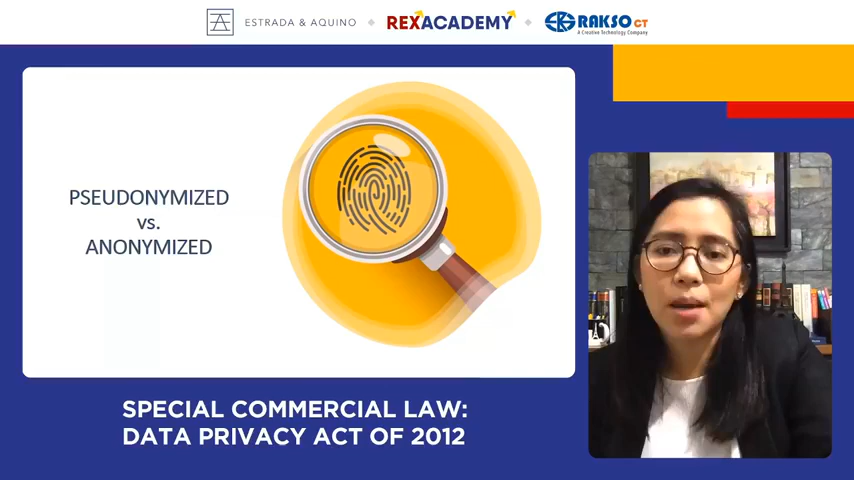 ESTRADA & AQUINO
REXACADEMY
RAKSO CT
A Creative Technology Company
PSEUDONYMIZED
vs.
ANONYMIZED
SPECIAL COMMERCIAL LAW:
DATA PRIVACY ACT OF 2012